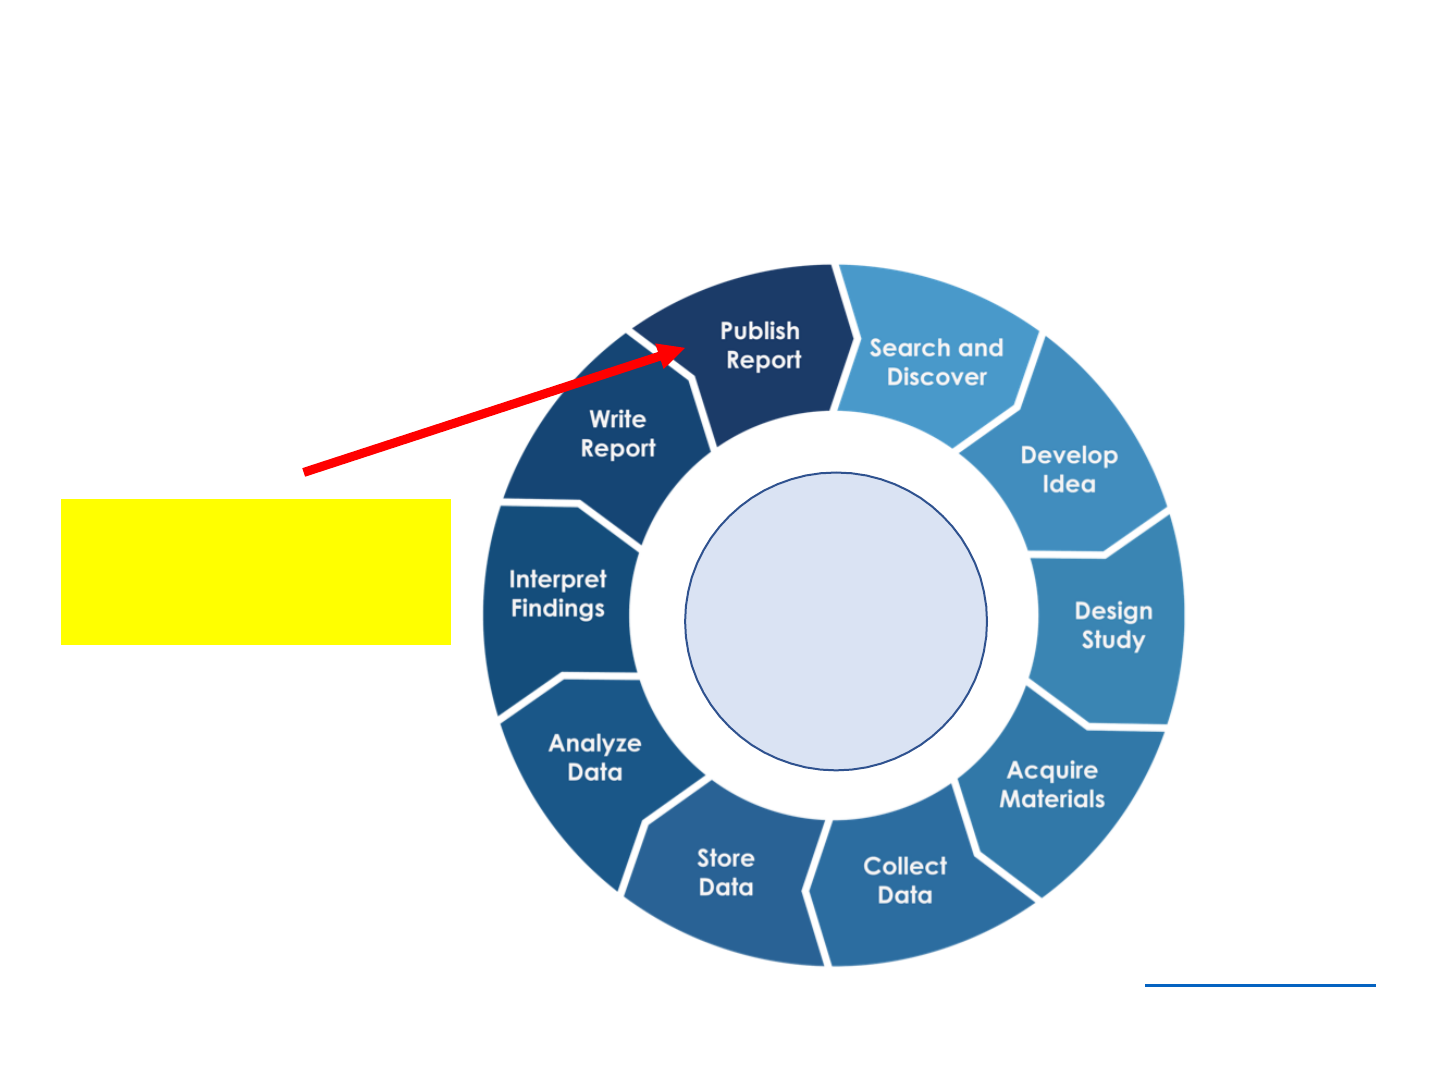 Publish
Report
Search and
Discover
Develop
Idea
Design
Study
Acquire
Materials
Collect
Data
Store
Data
Analyze
Data
Interpret
Findings
Write
Report